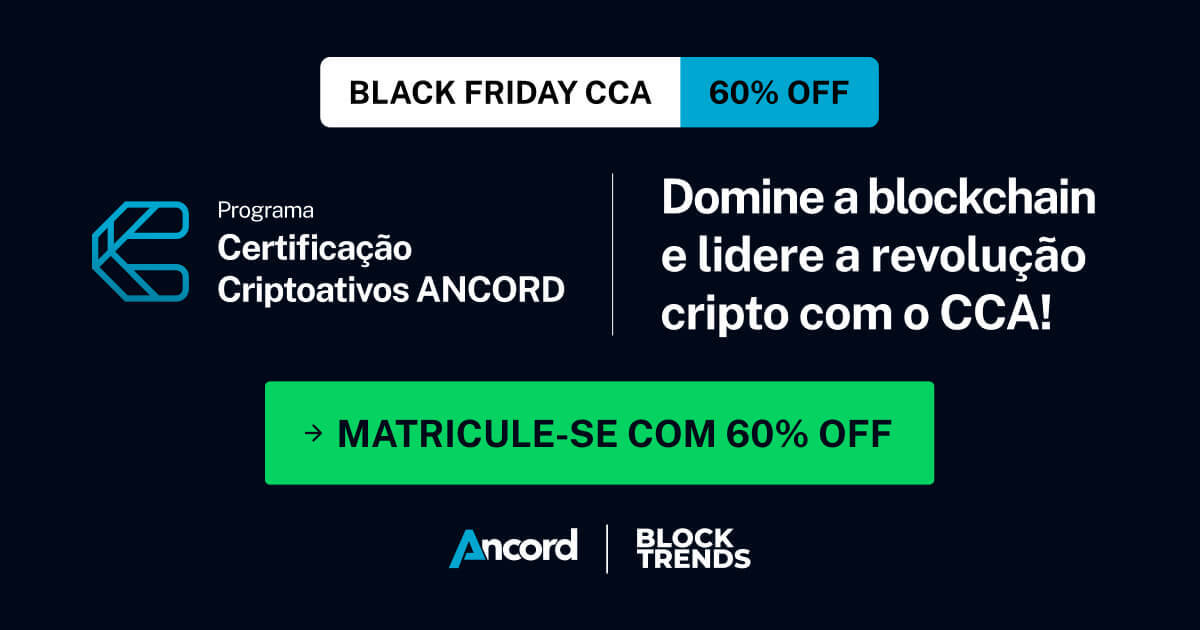 BLACK FRIDAY CCA 60% OFF
Programa
Certificação
Criptoativos ANCORD
Domine a blockchain
e lidere a revolução
cripto com o CCA!
→ MATRICULE-SE COM 60% OFF
Ancord
BLOCK
TRENDS